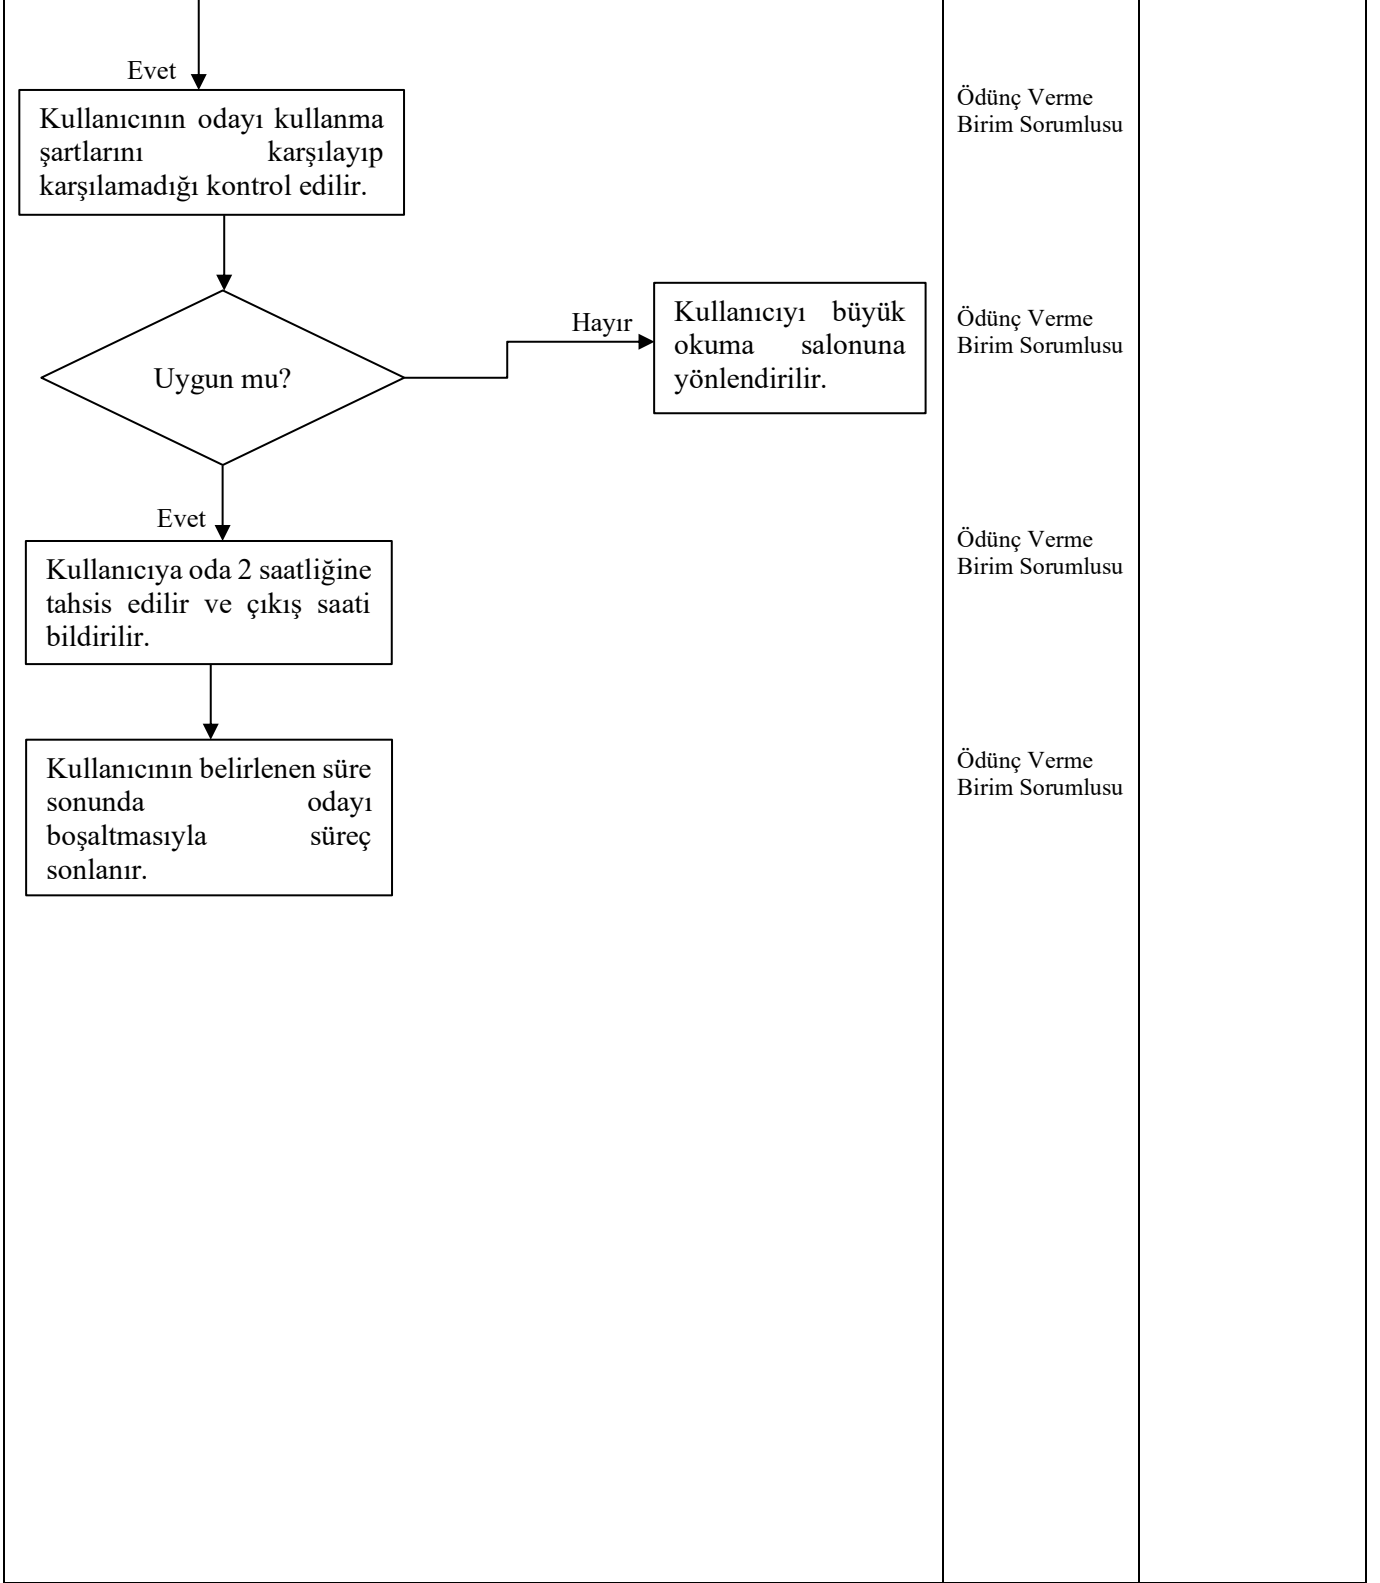 Evet
Kullanıcının odayı kullanma
şartlarını karşılayıp
karşılamadığı kontrol edilir.
Ödünç Verme
Birim Sorumlusu
Uygun mu?
Hayır
Kullanıcıyı büyük
okuma salonuna
yönlendirilir.
Ödünç Verme
Birim Sorumlusu
Evet
Kullanıcıya oda 2 saatliğine
tahsis edilir ve çıkış saati
bildirilir.
Ödünç Verme
Birim Sorumlusu
Kullanıcının belirlenen süre
sonunda odayı
boşaltmasıyla süreç
sonlanır.
Ödünç Verme
Birim Sorumlusu